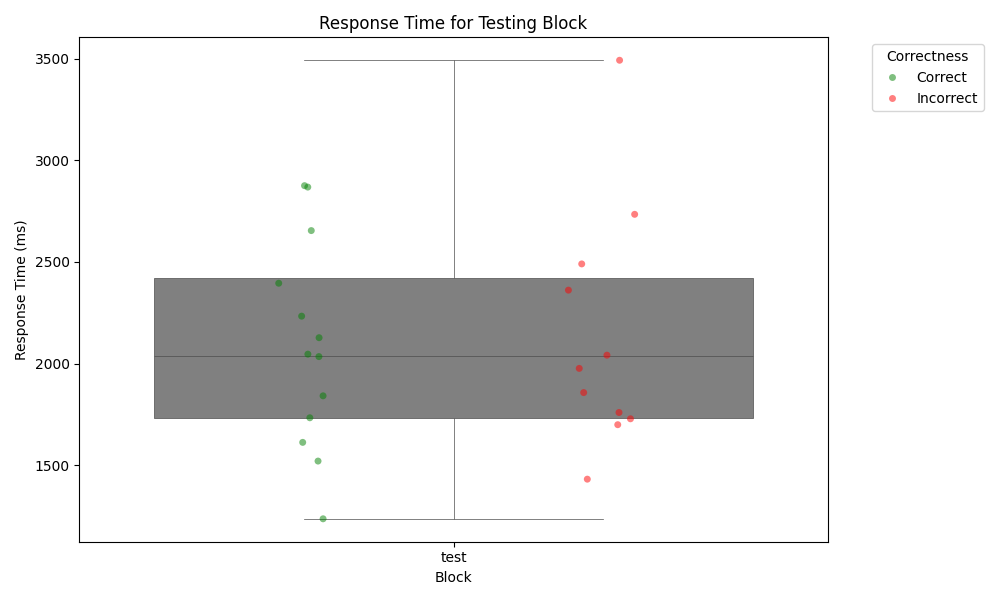 Response Time for Testing Block
Correctness
Correct
Incorrect
Response Time (ms)
3500
3000
2500
2000
1500
test
Block